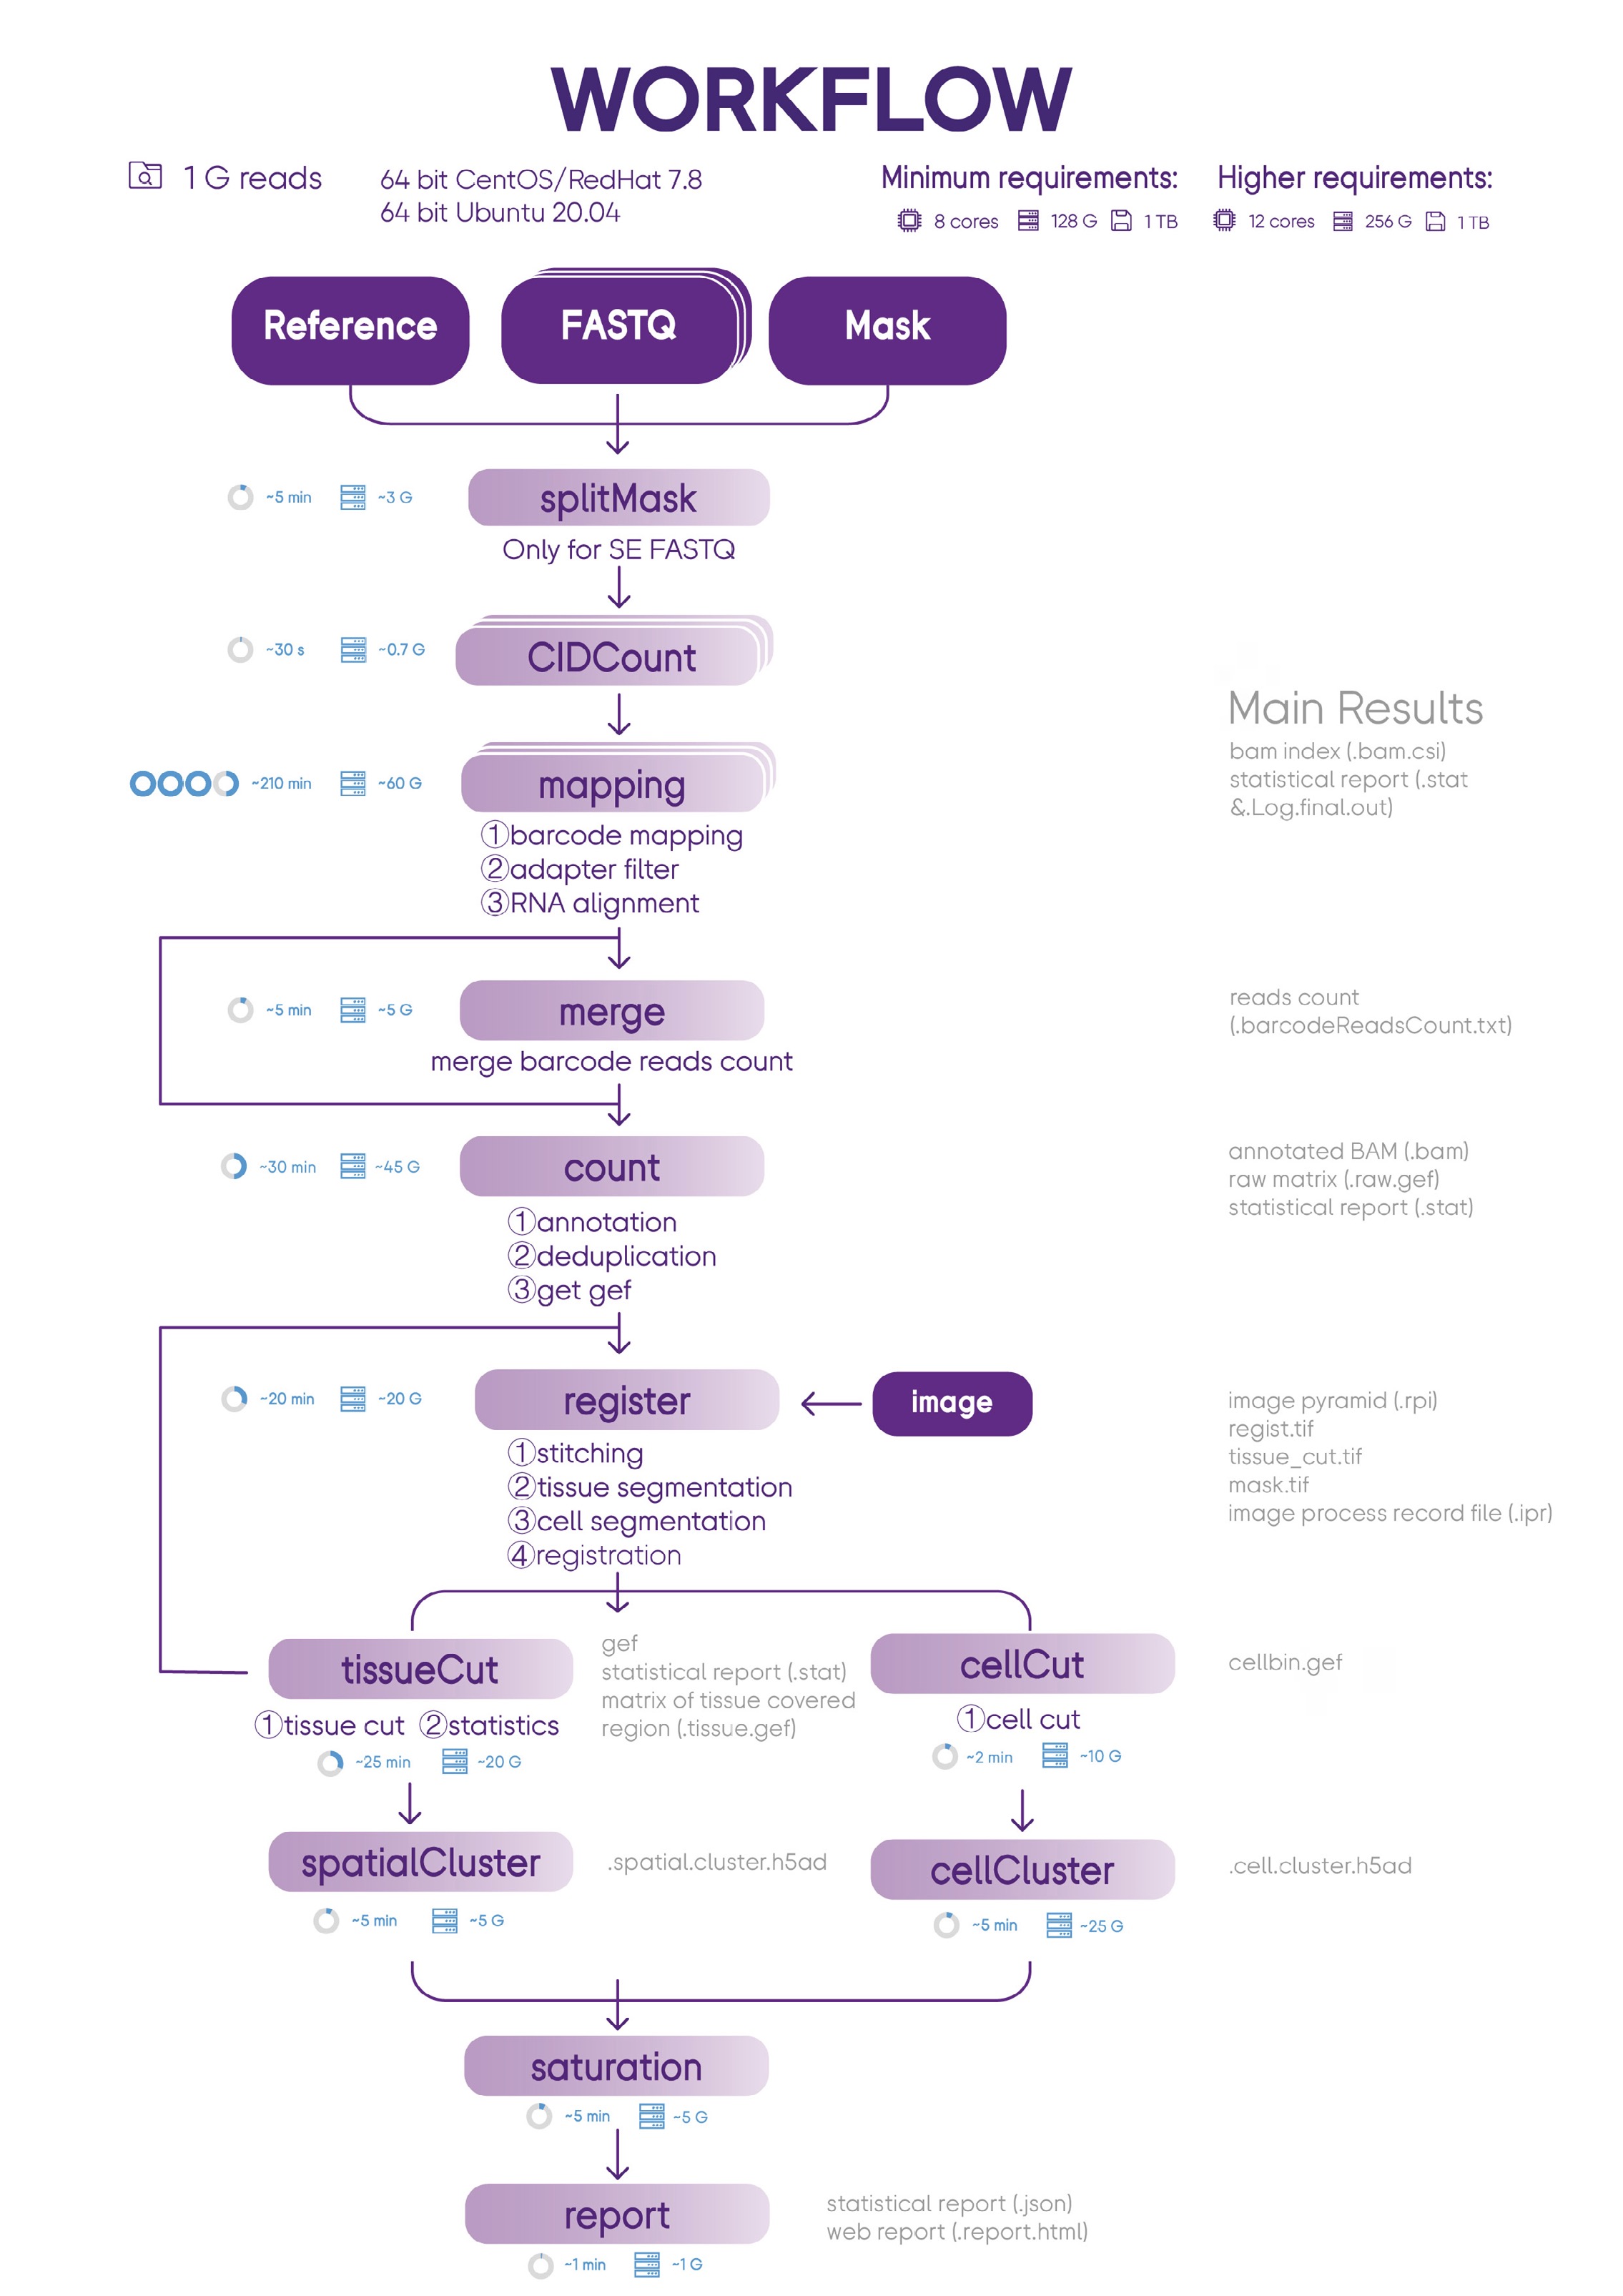 WORKFLOW
1 G reads
64 bit CentOS/RedHat 7.8
64 bit Ubuntu 20.04
Minimum requirements:
8 cores 128 G 1 TB
Higher requirements:
12 cores 256 G 1 TB
Reference
FASTQ
Mask
~5 min ~3 G
splitMask
Only for SE FASTQ
~30 s ~0.7 G
CIDCount
Main Results
~210 min ~60 G
mapping
bam index (.bam.csi)
statistical report (.stat
&.Log.final.out)
①barcode mapping
②adapter filter
③RNA alignment
~5 min ~5 G
merge
merge barcode reads count
reads count
(.barcodeReadsCount.txt)
~30 min ~45 G
count
①annotation
②deduplication
③get gef
annotated BAM (.bam)
raw matrix (.raw.gef)
statistical report (.stat)
~20 min ~20 G
register
image
①stitching
②tissue segmentation
③cell segmentation
④registration
image pyramid (.rpi)
regist.tif
tissue_cut.tif
mask.tif
image process record file (.ipr)
tissueCut
①tissue cut ②statistics
~25 min ~20 G
gef
statistical report (.stat)
matrix of tissue covered
region (.tissue.gef)
cellCut
①cell cut
~2 min ~10 G
cellbin.gef
spatialCluster
~5 min ~5 G
.spatial.cluster.h5ad
cellCluster
~5 min ~25 G
.cell.cluster.h5ad
saturation
~5 min ~5 G
report
~1 min ~1 G
statistical report (.json)
web report (.report.html)